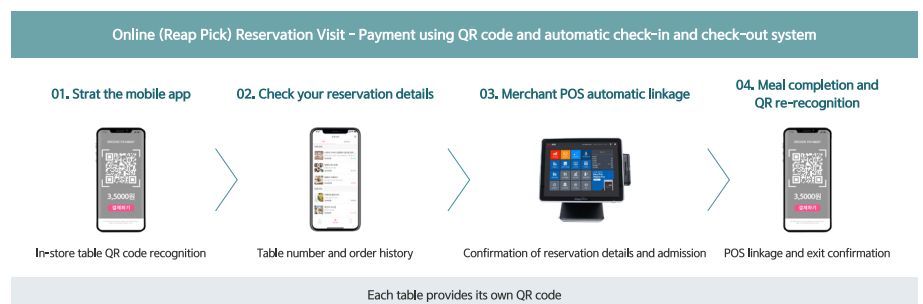 Online (Reap Pick) Reservation Visit - Payment using QR code and automatic check-in and check-out system
01. Strat the mobile app
02. Check your reservation details
03. Merchant POS automatic linkage
04. Meal completion and
QR re-recognition
3,5000원
결제하기
3,5000원
결제하기
In-store table QR code recognition
Table number and order history
Confirmation of reservation details and admission
POS linkage and exit confirmation
Each table provides its own QR code